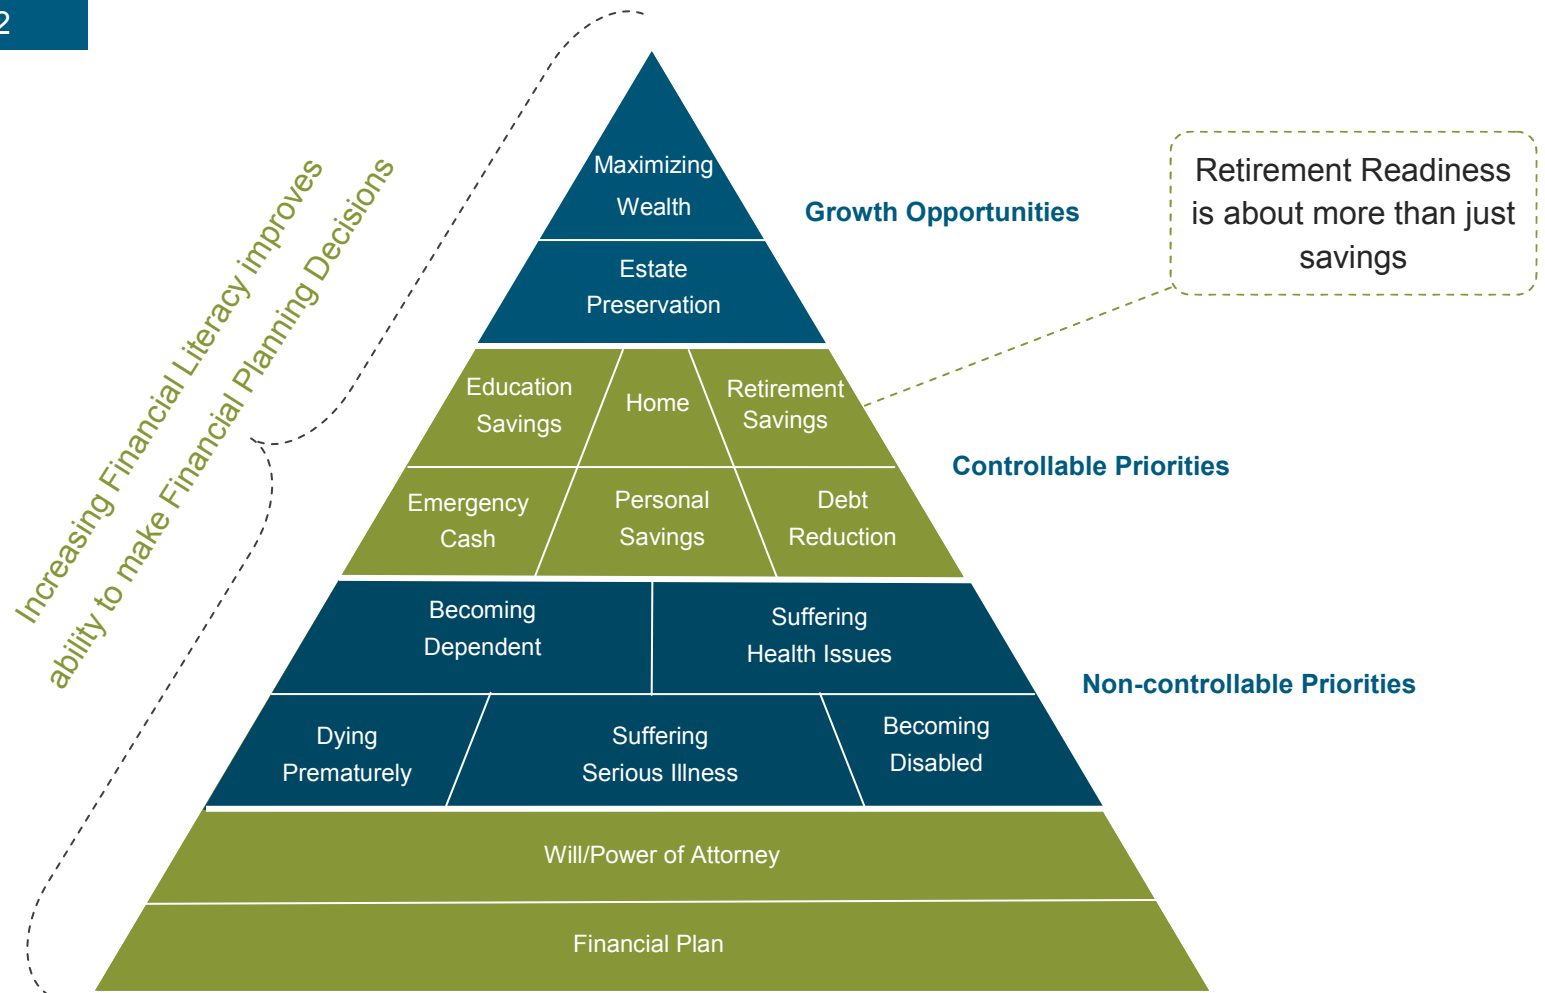 2
Increasing Financial Literacy improves
ability to make Financial Planning Decisions
Maximizing
Wealth
Growth Opportunities
Estate
Preservation
Retirement Readiness
is about more than just
savings
Education
Savings
Home
Retirement
Savings
Controllable Priorities
Emergency
Cash
Personal
Savings
Debt
Reduction
Becoming
Dependent
Suffering
Health Issues
Non-controllable Priorities
Dying
Prematurely
Suffering
Serious Illness
Becoming
Disabled
Will/Power of Attorney
Financial Plan